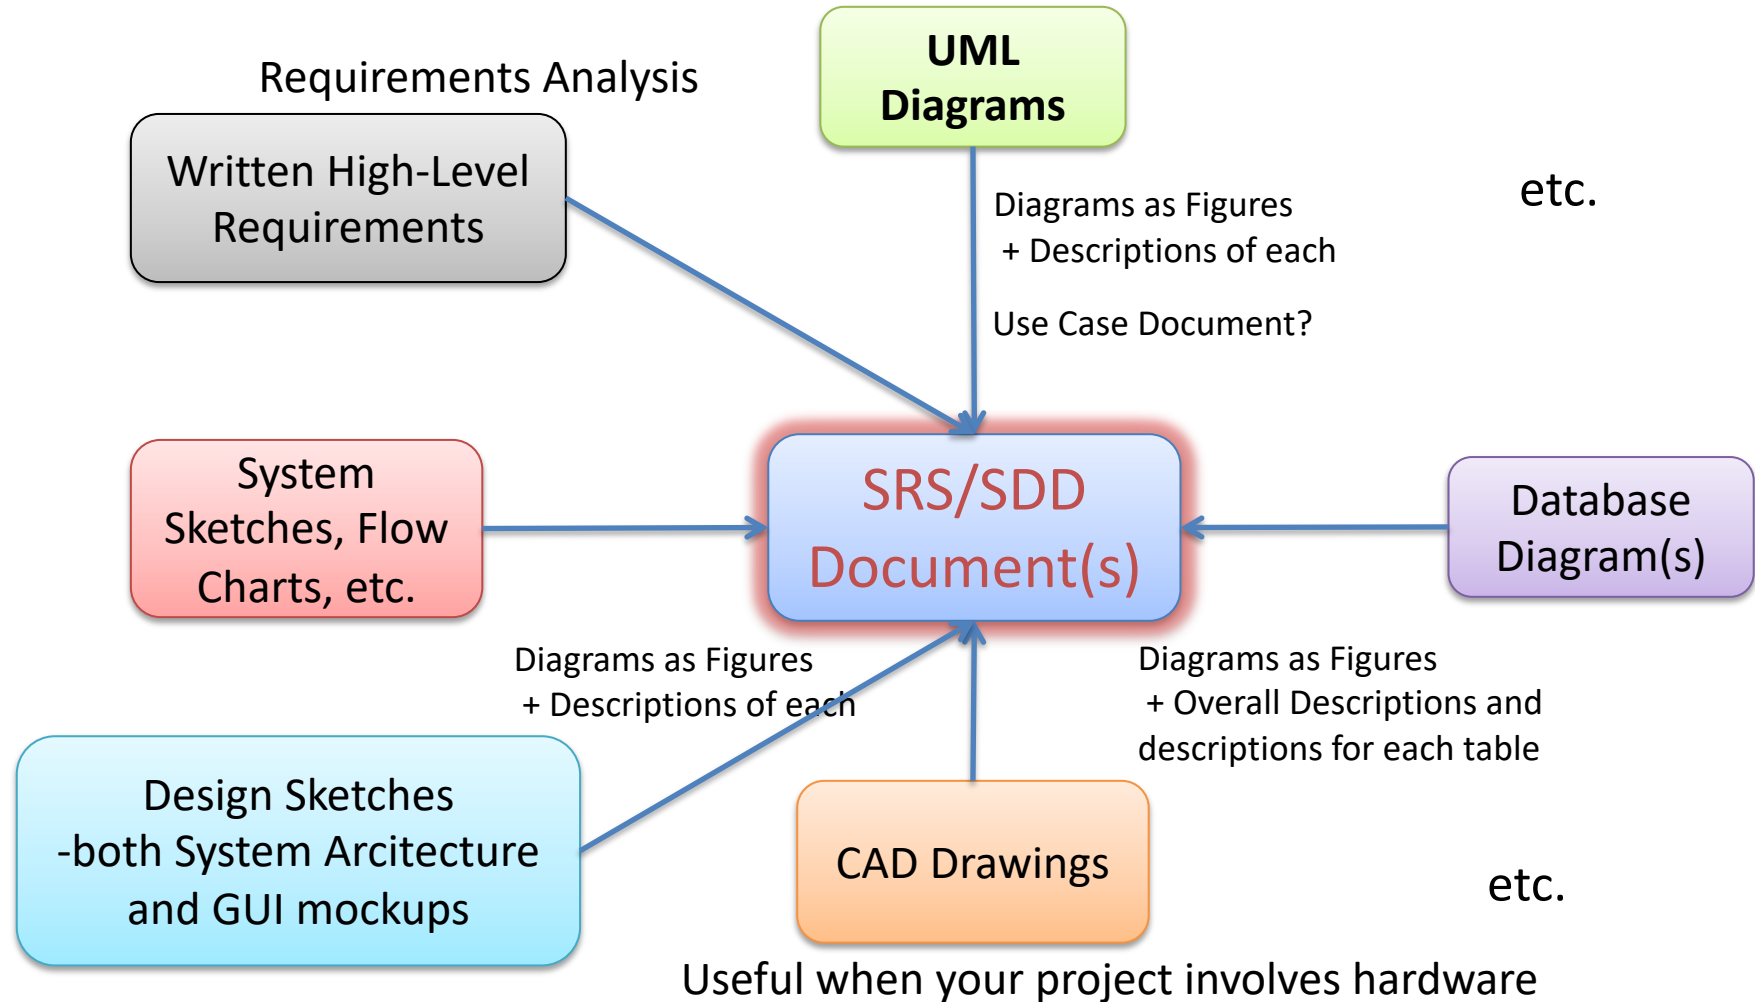 Requirements Analysis
UML
Diagrams
Written High-Level
Requirements
Diagrams as Figures
+ Descriptions of each
Use Case Document?
etc.
System
Sketches, Flow
Charts, etc.
SRS/SDD
Document(s)
Database
Diagram(s)
Diagrams as Figures
+ Descriptions of each
Diagrams as Figures
+ Overall Descriptions and
descriptions for each table
Design Sketches
-both System Arcitecture
and GUI mockups
CAD Drawings
etc.
Useful when your project involves hardware